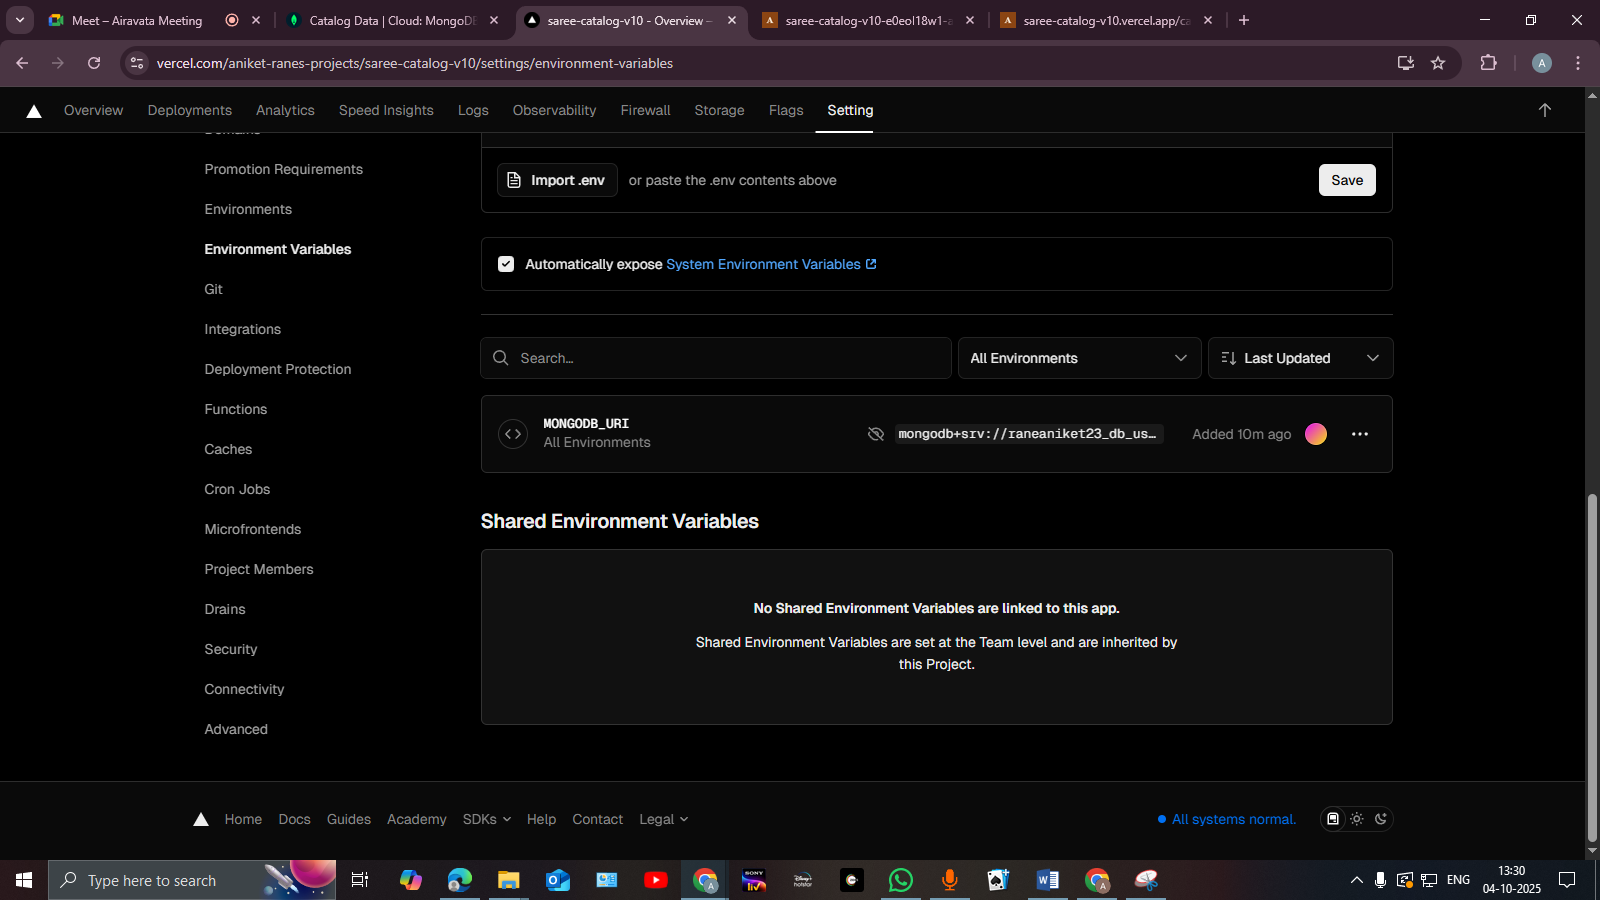 Meet – Airavata Meeting
Catalog Data | Cloud: MongoDB
saree-catalog-v10 - Overview –
saree-catalog-v10-e0eol18w1-a
saree-catalog-v10.vercel.app/ca
vercel.com/aniket-ranes-projects/saree-catalog-v10/settings/environment-variables
A
Overview
Deployments
Analytics
Speed Insights
Logs
Observability
Firewall
Storage
Flags
Setting
Domains
Promotion Requirements
Environments
Environment Variables
Git
Integrations
Deployment Protection
Functions
Caches
Cron Jobs
Microfrontends
Project Members
Drains
Security
Connectivity
Advanced
Import .env
or paste the .env contents above
Save
Automatically expose System Environment Variables
Search...
All Environments
Last Updated
MONGODB_URI
All Environments
mongodb+srv://raneaniket23_db_us…
Added 10m ago
Shared Environment Variables
No Shared Environment Variables are linked to this app.
Shared Environment Variables are set at the Team level and are inherited by
this Project.
Home
Docs
Guides
Academy
SDKs
Help
Contact
Legal
All systems normal.
Type here to search
ENG
13:30
04-10-2025